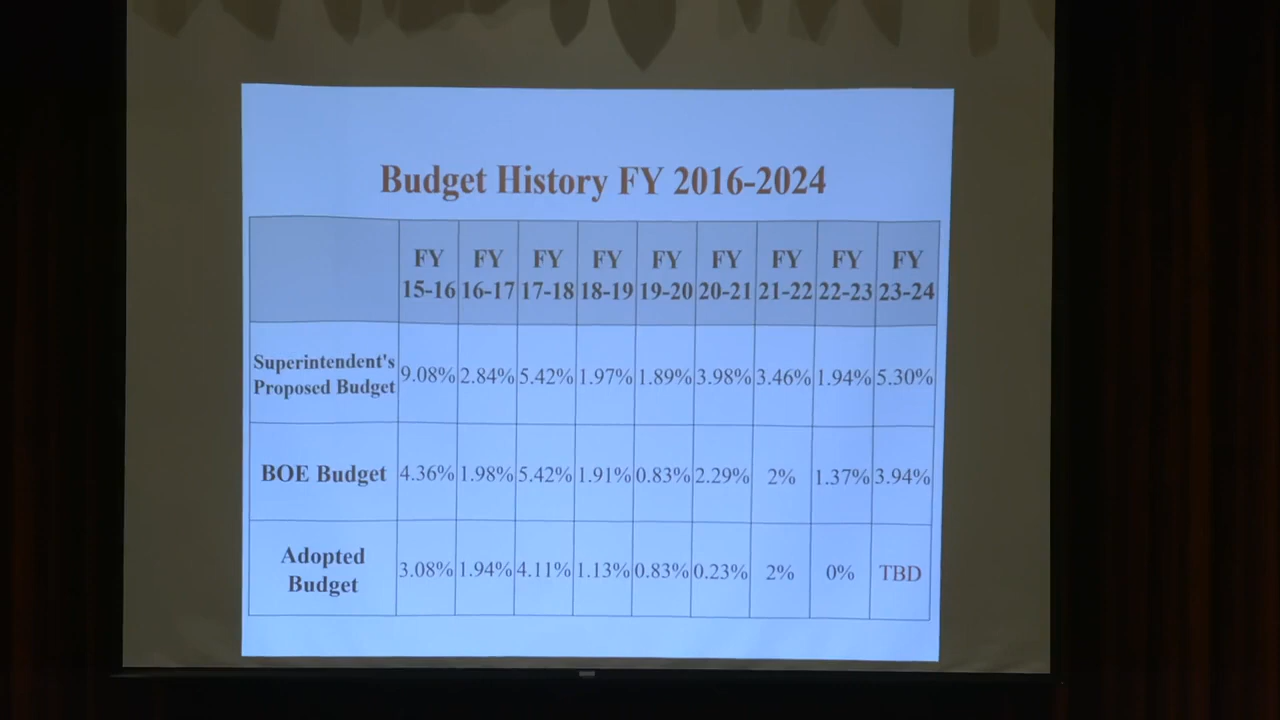 Budget History FY 2016-2024
FY FY FY FY FY FY FY FY FY
15-16 16-17 17-18 18-19 19-20 20-21 21-22 22-23 23-24
Superintendent's
Proposed Budget
9.08% 2.84% 5.42% 1.97% 1.89% 3.98% 3.46% 1.94% 5.30%
BOE Budget 4.36% 1.98% 5.42% 1.91% 0.83% 2.29% 2% 1.37% 3.94%
Adopted
Budget
3.08% 1.94% 4.11% 1.13% 0.83% 0.23% 2% 0% TBD